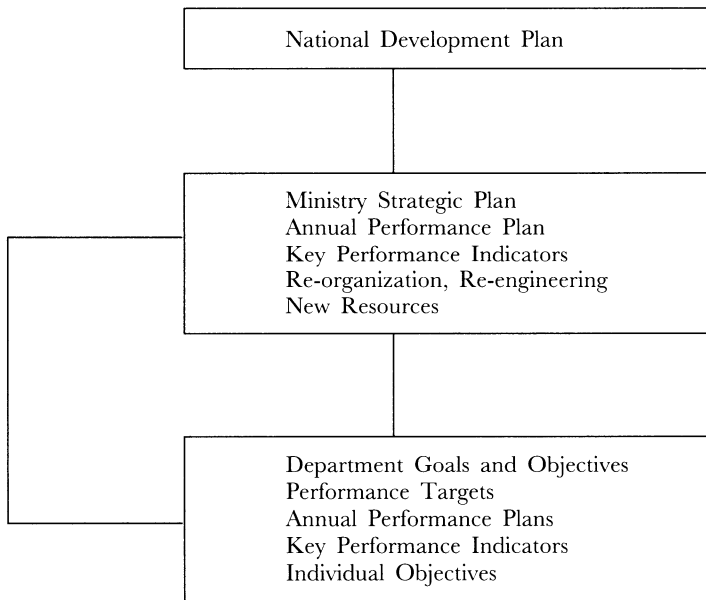 National Development Plan
Ministry Strategic Plan
Annual Performance Plan
Key Performance Indicators
Re-organization, Re-engineering
New Resources
Department Goals and Objectives
Performance Targets
Annual Performance Plans
Key Performance Indicators
Individual Objectives